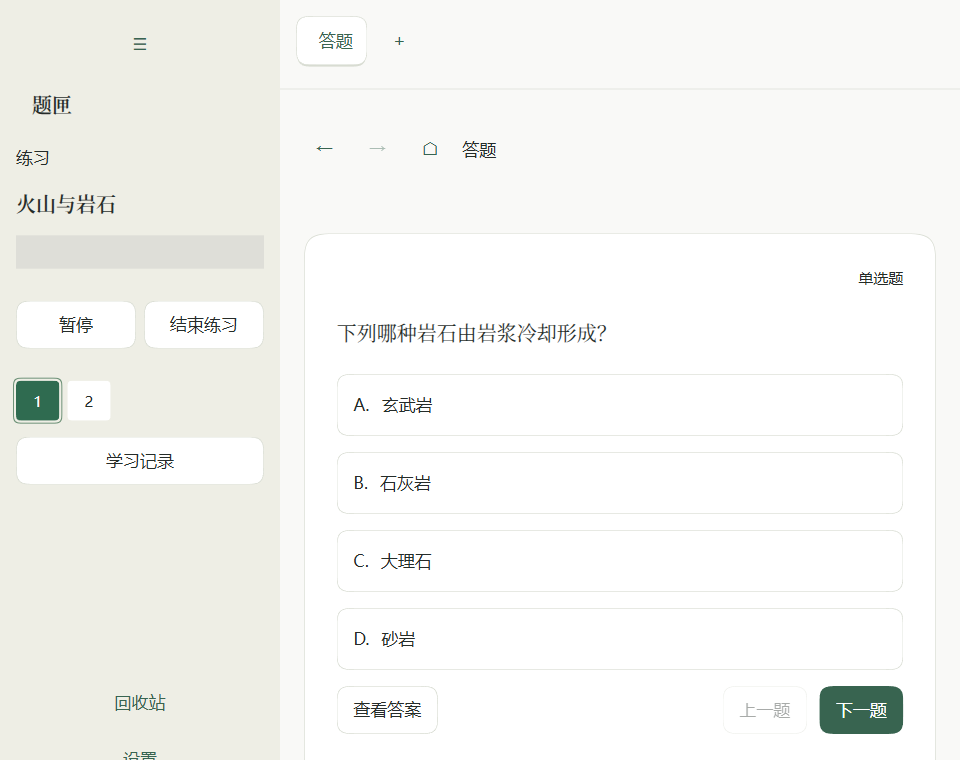 ☰
题匣
练习
火山与岩石
暂停 结束练习
1 2
学习记录
回收站
设置
答题 +
← → 答题
单选题
下列哪种岩石由岩浆冷却形成？
A. 玄武岩
B. 石灰岩
C. 大理石
D. 砂岩
查看答案 上一题 下一题